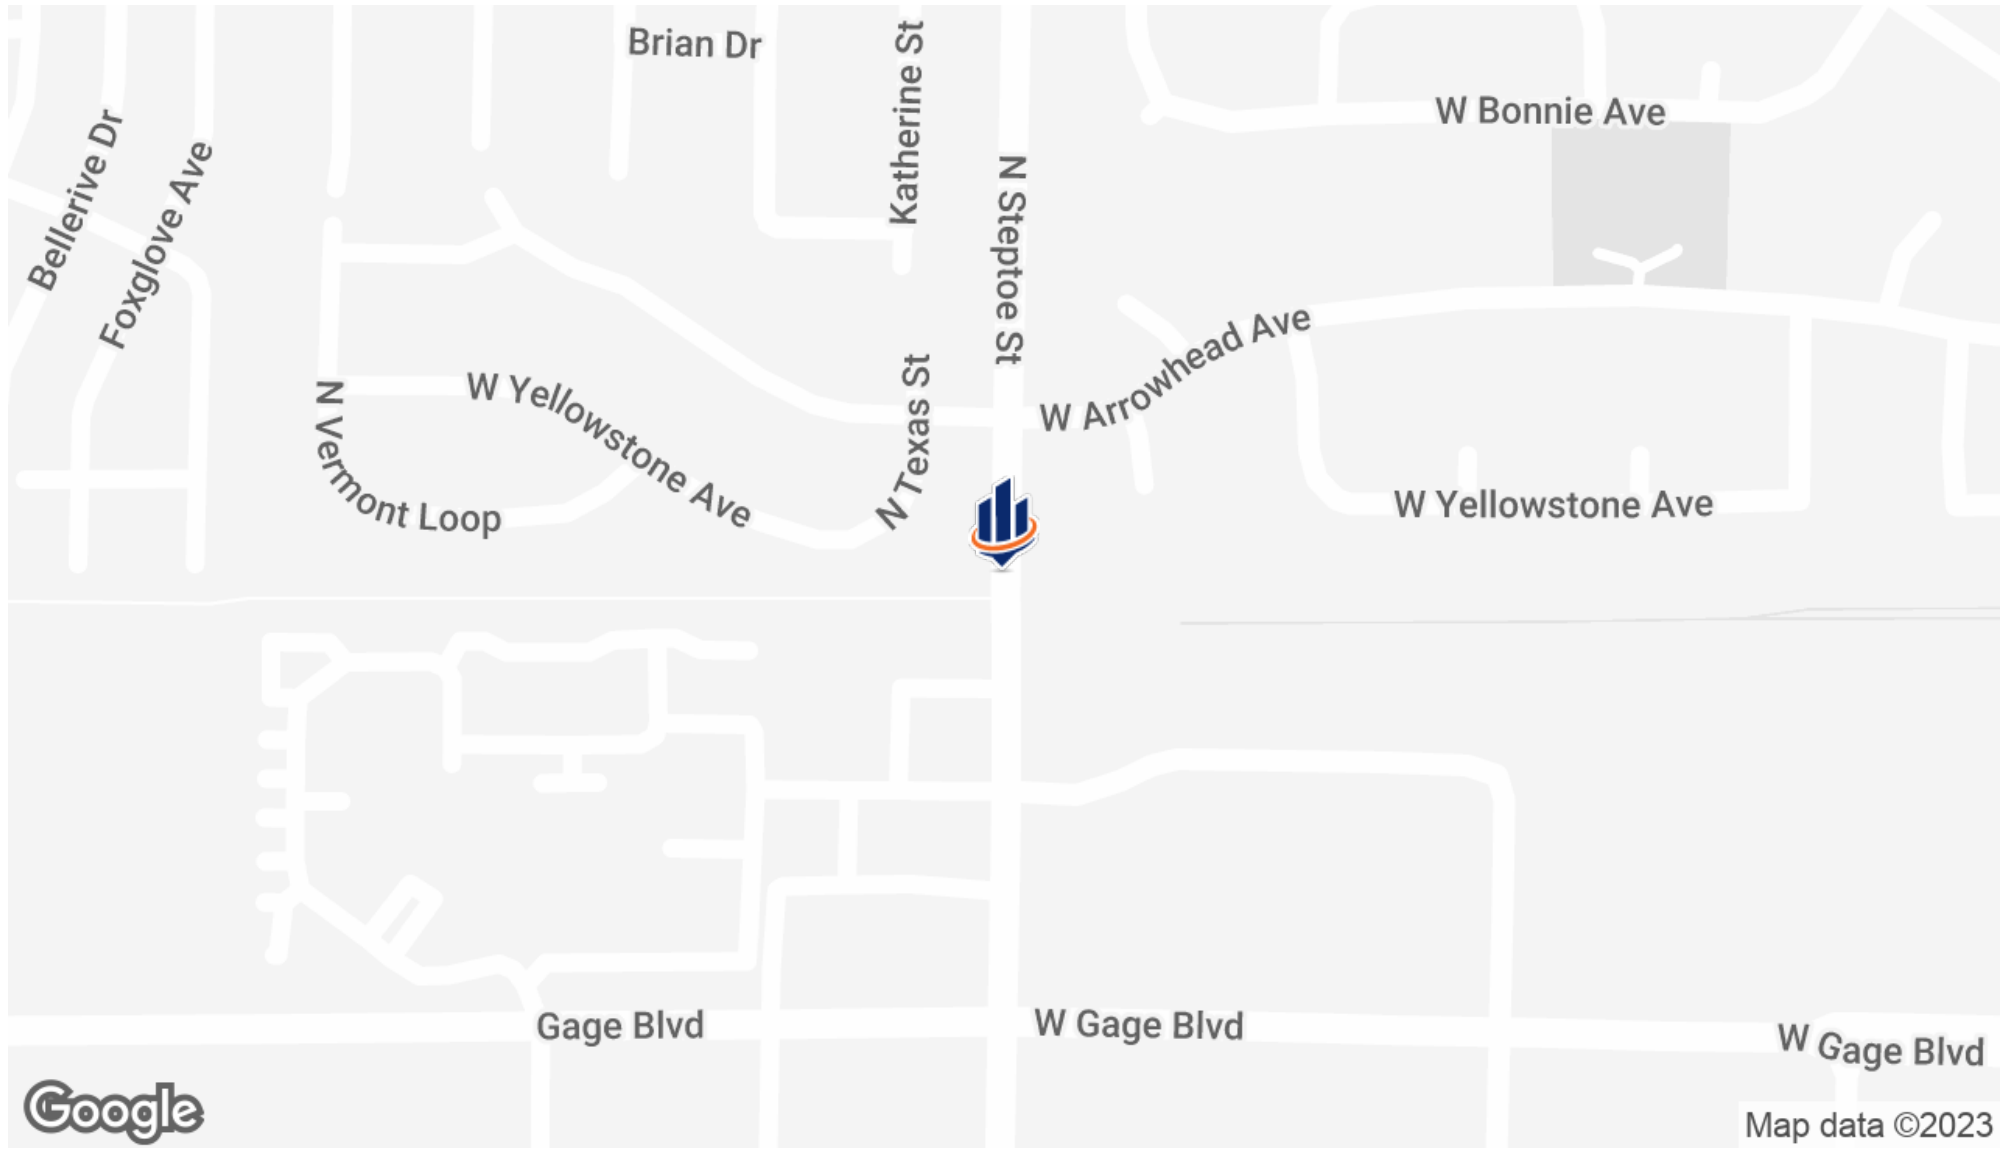 Brian Dr
Katherine St
W Bonnie Ave
Bellerive Dr
Foxglove Ave
N Steptoe St
W Arrowhead Ave
N Vermont Loop
W Yellowstone Ave
N Texas St
W Yellowstone Ave
Gage Blvd
W Gage Blvd
W Gage Blvd
Google
Map data ©2023